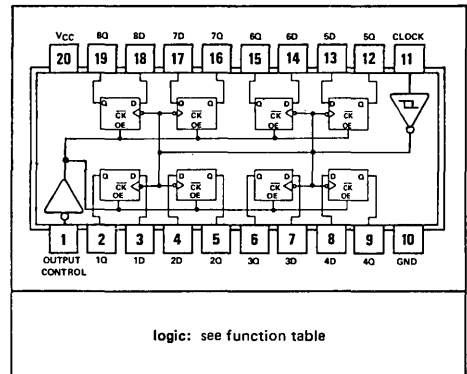 VCC 8Q 8D 7D 7Q 6Q 6D 5D 5Q CLOCK
20 19 18 17 16 15 14 13 12 11
Q D D Q Q D D Q
CK CK CK CK
OE OE OE OE
Q D D Q Q D D Q
CK CK CK CK
OE OE OE OE
1 2 3 4 5 6 7 8 9 10
OUTPUT CONTROL 1Q 1D 2D 2Q 3Q 3D 4D 4Q GND
logic: see function table